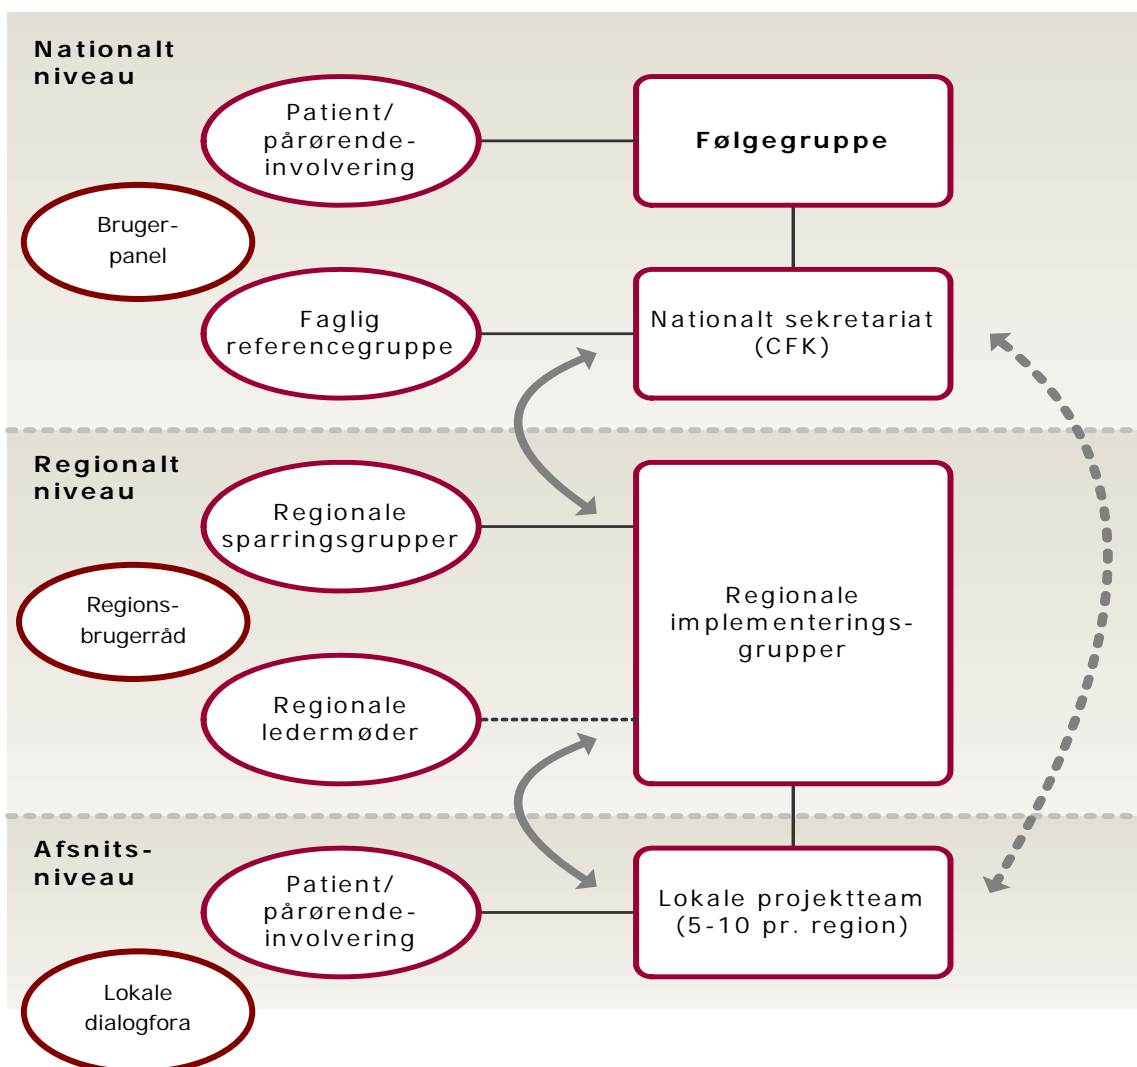 Nationalt
niveau
Patient/
pårørende-
involvering
Følgegruppe
Bruger-
panel
Faglig
referencegruppe
Nationalt sekretariat
(CFK)
Regionalt
niveau
Regionale
sparringsgrupper
Regions-
brugerråd
Regionale
implementerings-
grupper
Regionale
ledermøder
Afsnits-
niveau
Patient/
pårørende-
involvering
Lokale projektteam
(5-10 pr. region)
Lokale
dialogfora